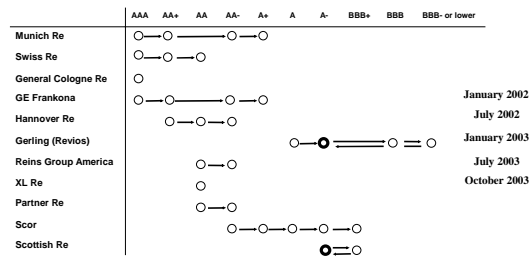 AAA AA+ AA AA- A+ A A- BBB+ BBB BBB- or lower
Munich Re
Swiss Re
General Cologne Re
GE Frankona January 2002
Hannover Re July 2002
Gerling (Revios) January 2003
Reins Group America July 2003
XL Re October 2003
Partner Re
Scor
Scottish Re